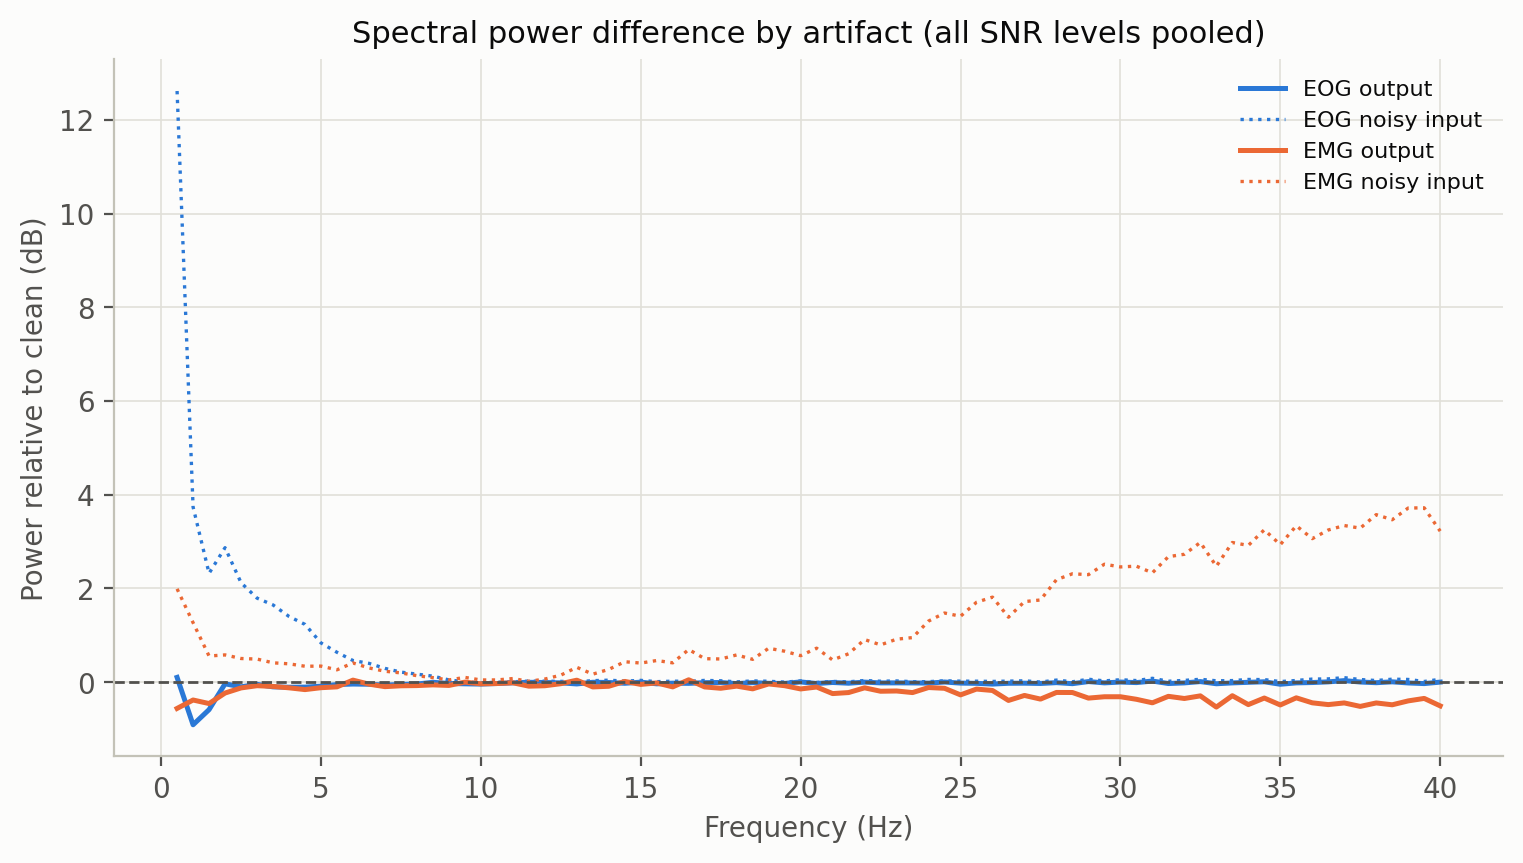 Spectral power difference by artifact (all SNR levels pooled)
EOG output
EOG noisy input
EMG output
EMG noisy input
Power relative to clean (dB)
12
10
8
6
4
2
0
0 5 10 15 20 25 30 35 40
Frequency (Hz)